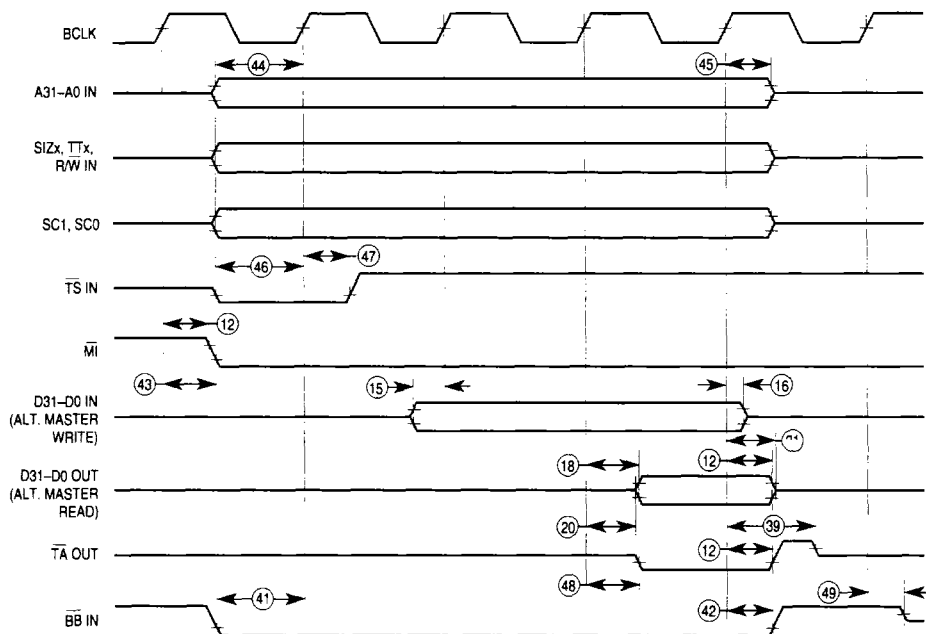 BCLK
44
45
A31–A0 IN
SIZx, TTx,
R/W IN
SC1, SC0
46
47
TS IN
12
MI
43
15
16
D31–D0 IN
(ALT. MASTER
WRITE)
18
12
D31–D0 OUT
(ALT. MASTER
READ)
20
39
TA OUT
12
48
41
42
49
BB IN